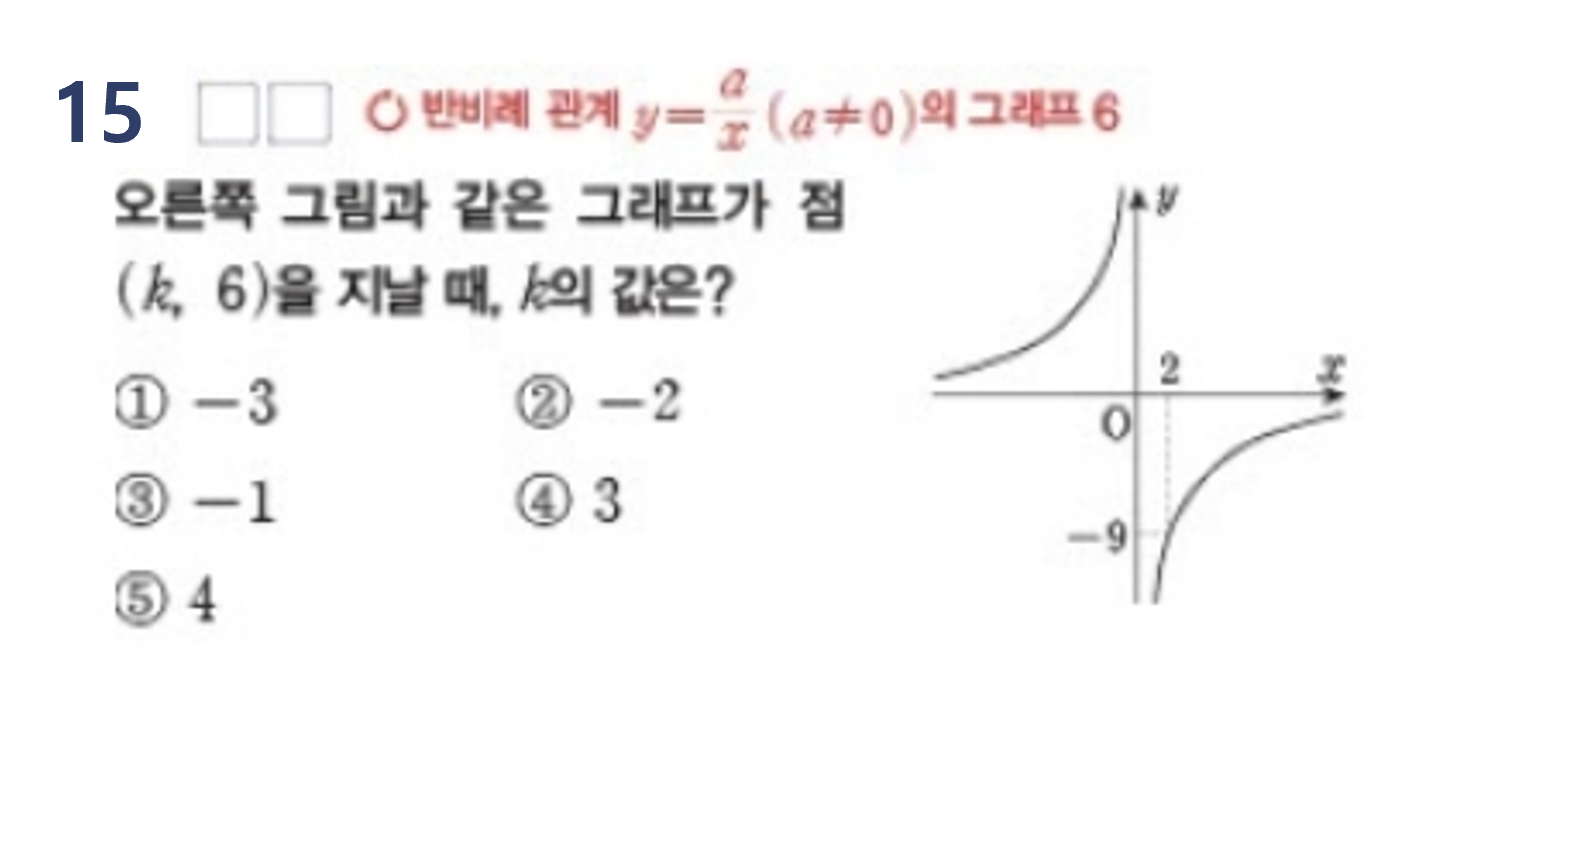 15 반비례 관계 y=a/x (a≠0)의 그래프 6
오른쪽 그림과 같은 그래프가 점
(k, 6)을 지날 때, k의 값은?
① -3 ② -2
③ -1 ④ 3
⑤ 4
y
2 x
O
-9